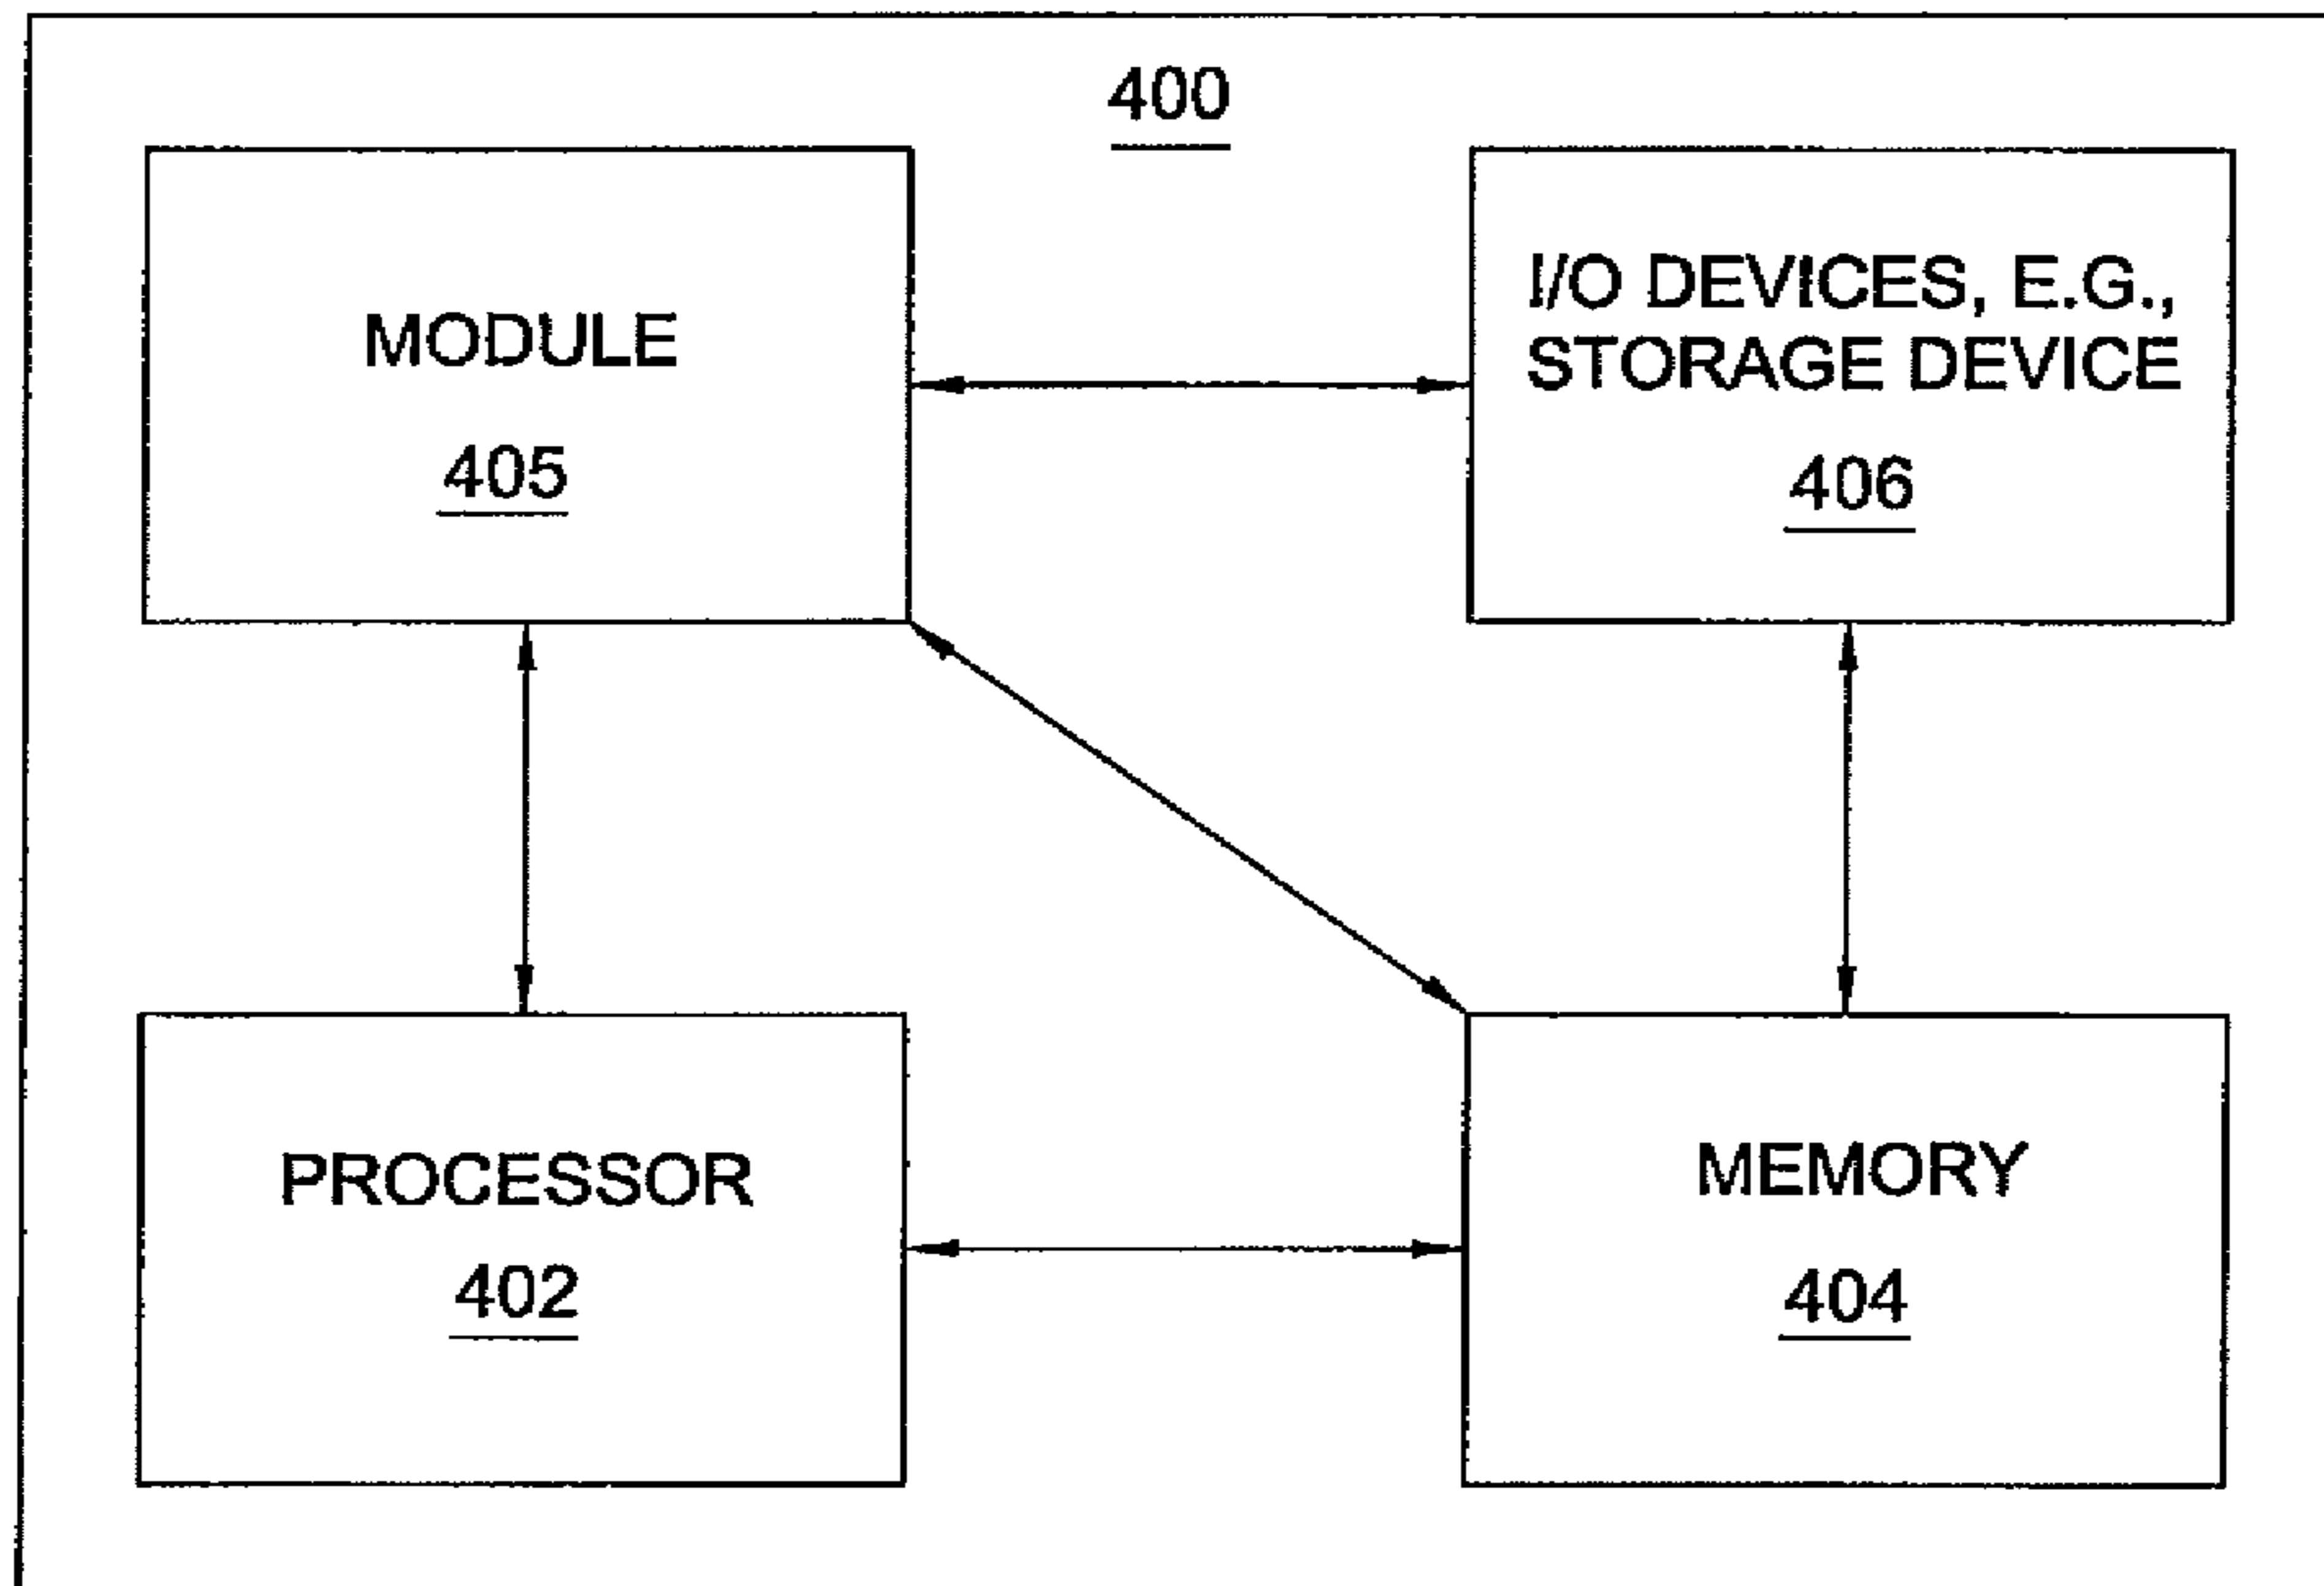 400
MODULE
405
I/O DEVICES, E.G.,
STORAGE DEVICE
406
PROCESSOR
402
MEMORY
404